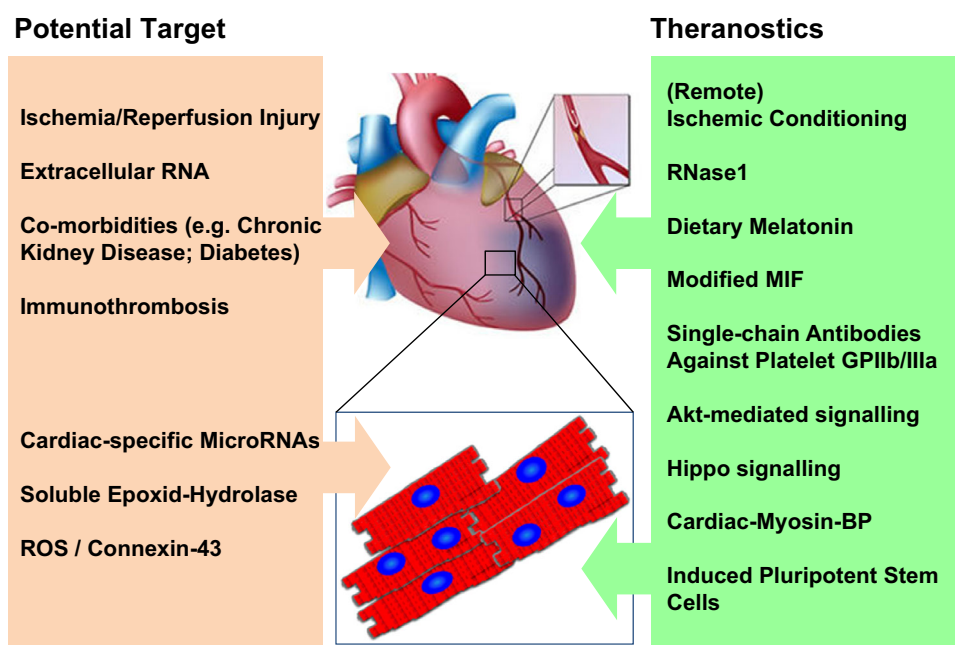 Potential Target
Ischemia/Reperfusion Injury
Extracellular RNA
Co-morbidities (e.g. Chronic
Kidney Disease; Diabetes)
Immunothrombosis
Cardiac-specific MicroRNAs
Soluble Epoxid-Hydrolase
ROS / Connexin-43
Theranostics
(Remote)
Ischemic Conditioning
RNase1
Dietary Melatonin
Modified MIF
Single-chain Antibodies
Against Platelet GPIIb/IIIa
Akt-mediated signalling
Hippo signalling
Cardiac-Myosin-BP
Induced Pluripotent Stem
Cells